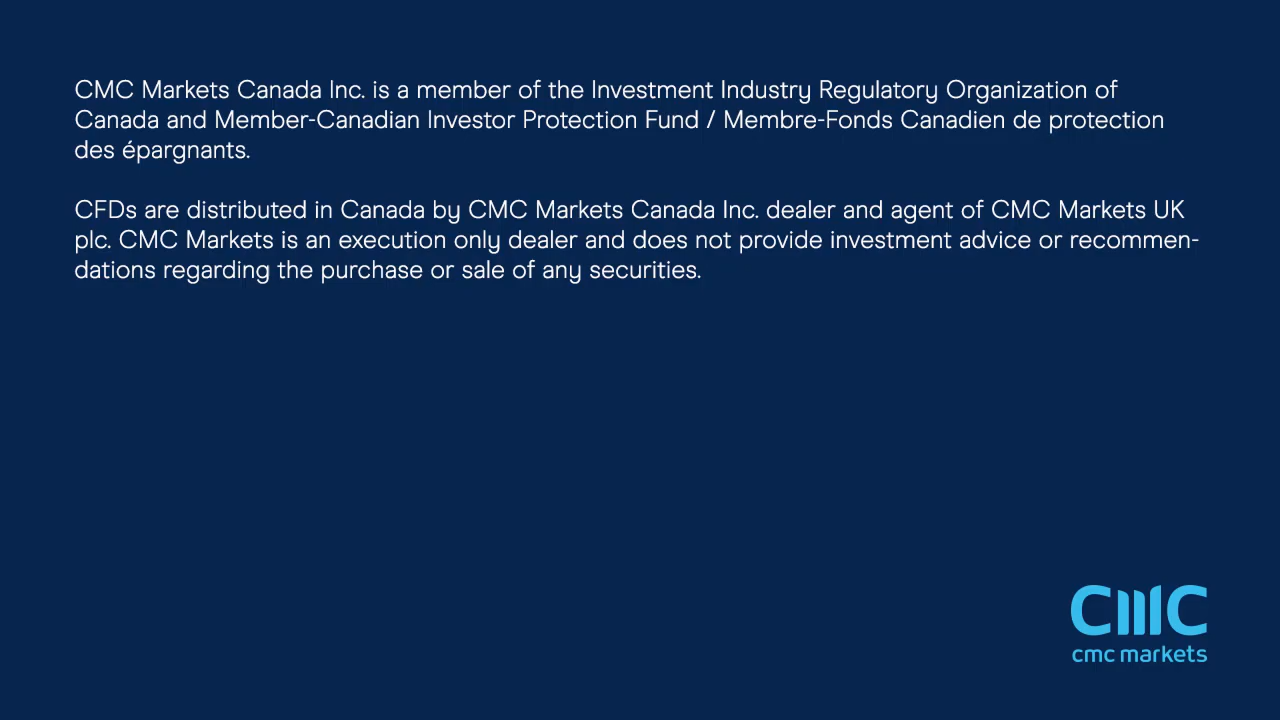 CMC Markets Canada Inc. is a member of the Investment Industry Regulatory Organization of
Canada and Member-Canadian Investor Protection Fund / Membre-Fonds Canadien de protection
des épargnants.
CFDs are distributed in Canada by CMC Markets Canada Inc. dealer and agent of CMC Markets UK
plc. CMC Markets is an execution only dealer and does not provide investment advice or recommen-
dations regarding the purchase or sale of any securities.
CMC
cmc markets